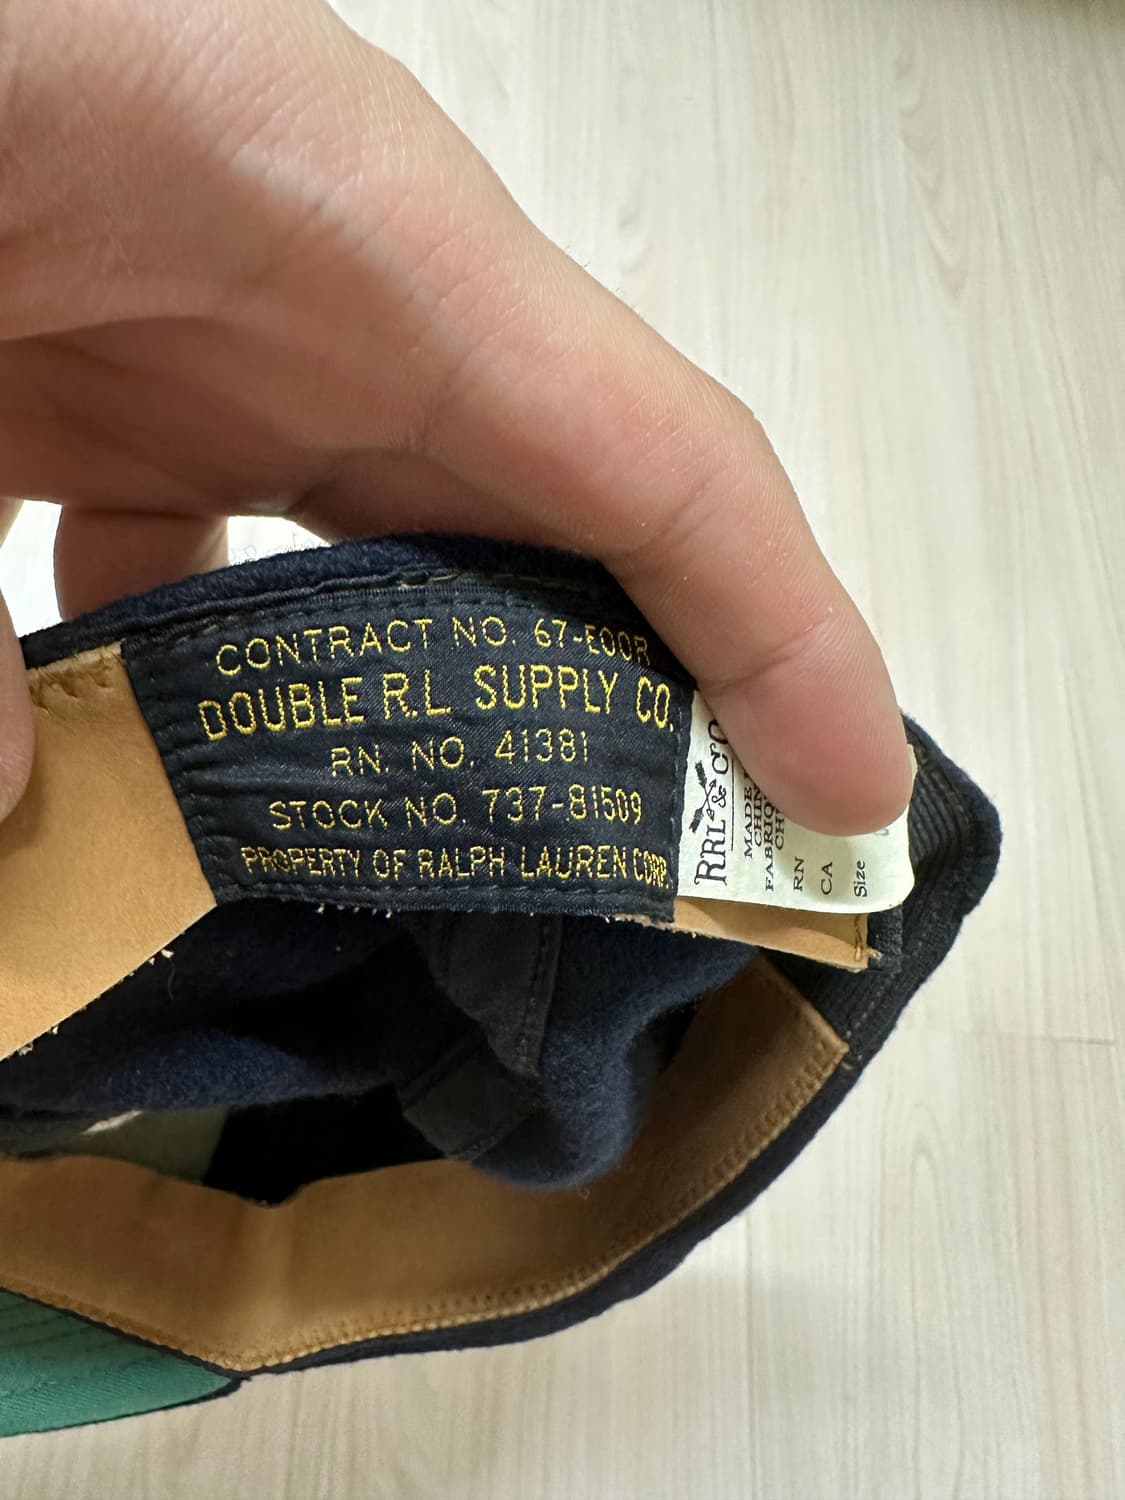 CONTRACT NO. 67-E00R
DOUBLE R.L SUPPLY CO.
RN. NO. 41381
STOCK NO. 737-81509
PROPERTY OF RALPH LAUREN CORP.
RRL & CO
MADE
RN
CA
Size